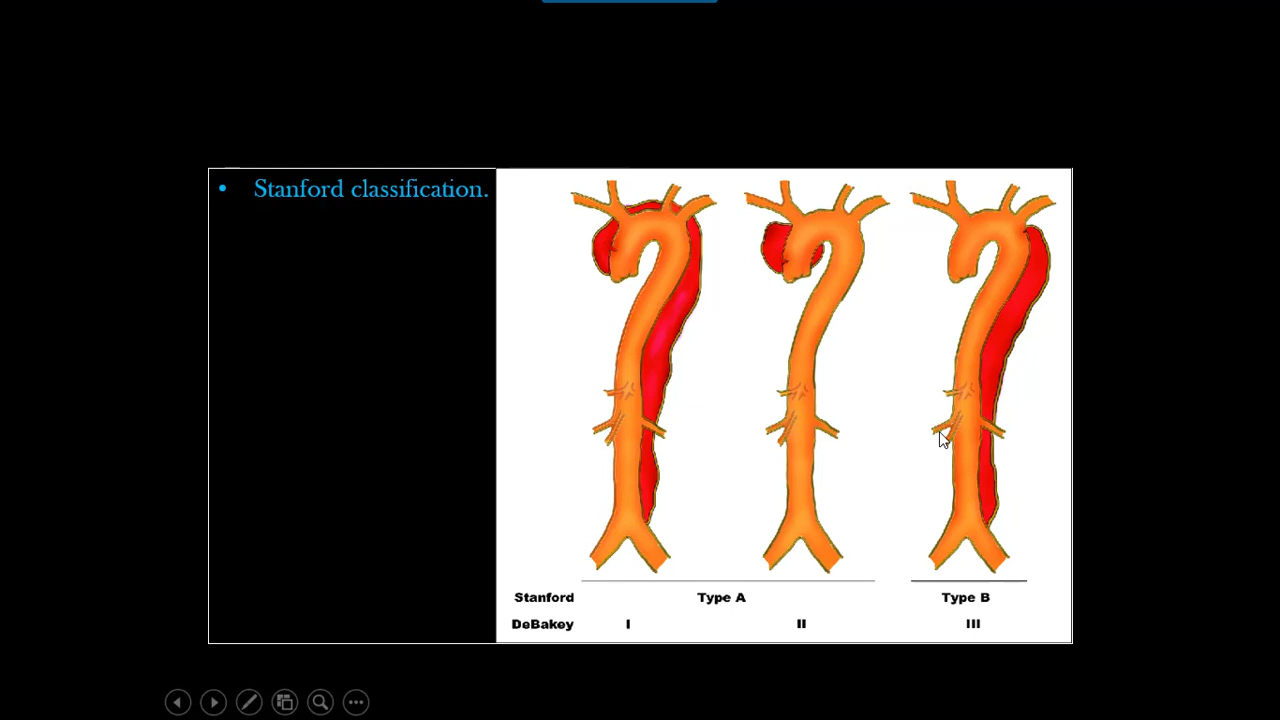 • Stanford classification.
Stanford Type A Type B
DeBakey I II III